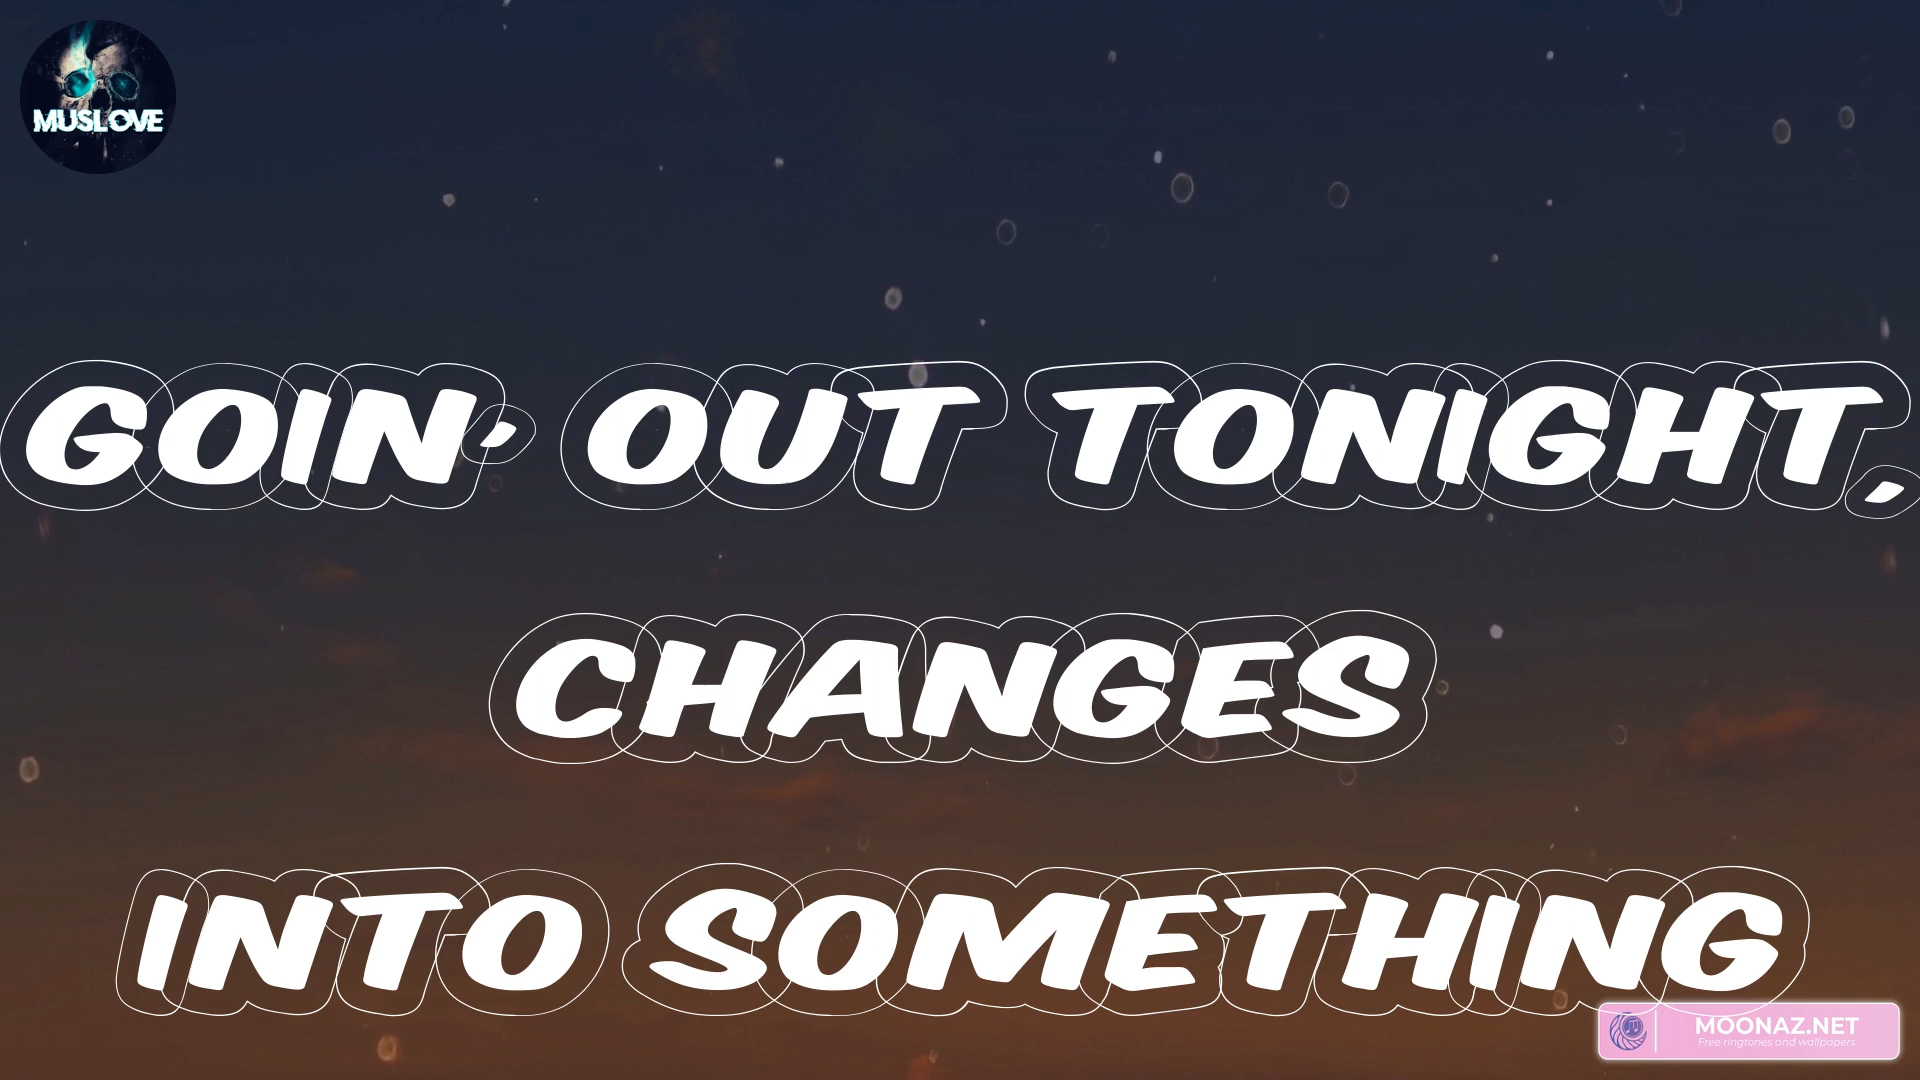 MUSLOVE
GOIN' OUT TONIGHT,
CHANGES
INTO SOMETHING
MOONAZ.NET
Free ringtones and wallpapers